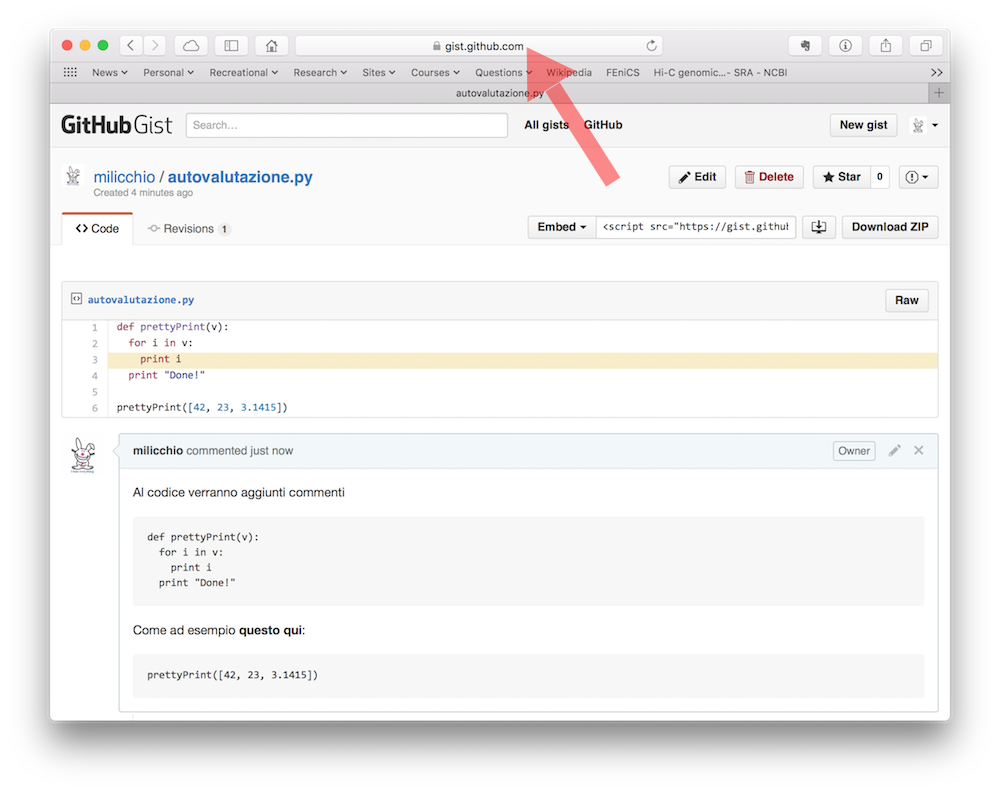 gist.github.com
News Personal Recreational Research Sites Courses Questions Wikipedia FEniCS Hi-C genomic...- SRA - NCBI
autovalutazione.py
GitHub Gist Search... All gists GitHub New gist
milicchio / autovalutazione.py Edit Delete Star 0
Created 4 minutes ago
Code Revisions 1 Embed <script src="https://gist.githul Download ZIP
autovalutazione.py Raw
1 def prettyPrint(v):
2 for i in v:
3 print i
4 print "Done!"
5
6 prettyPrint([42, 23, 3.1415])
milicchio commented just now Owner
Al codice verranno aggiunti commenti
def prettyPrint(v):
for i in v:
print i
print "Done!"
Come ad esempio questo qui:
prettyPrint([42, 23, 3.1415])